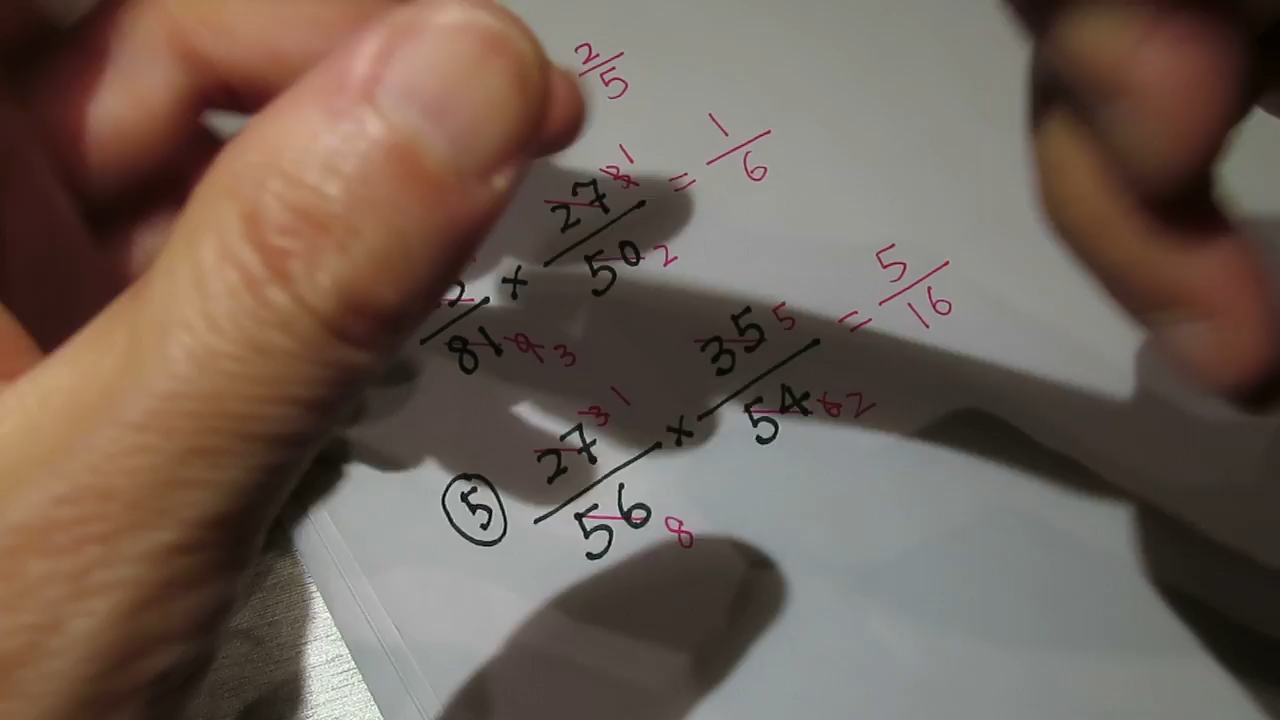 2/5
27/50 3 1 2 = 1/6
/81 9 3 ×
⑤ 27/56 3 1 8 × 35/54 5 6 2 = 5/16